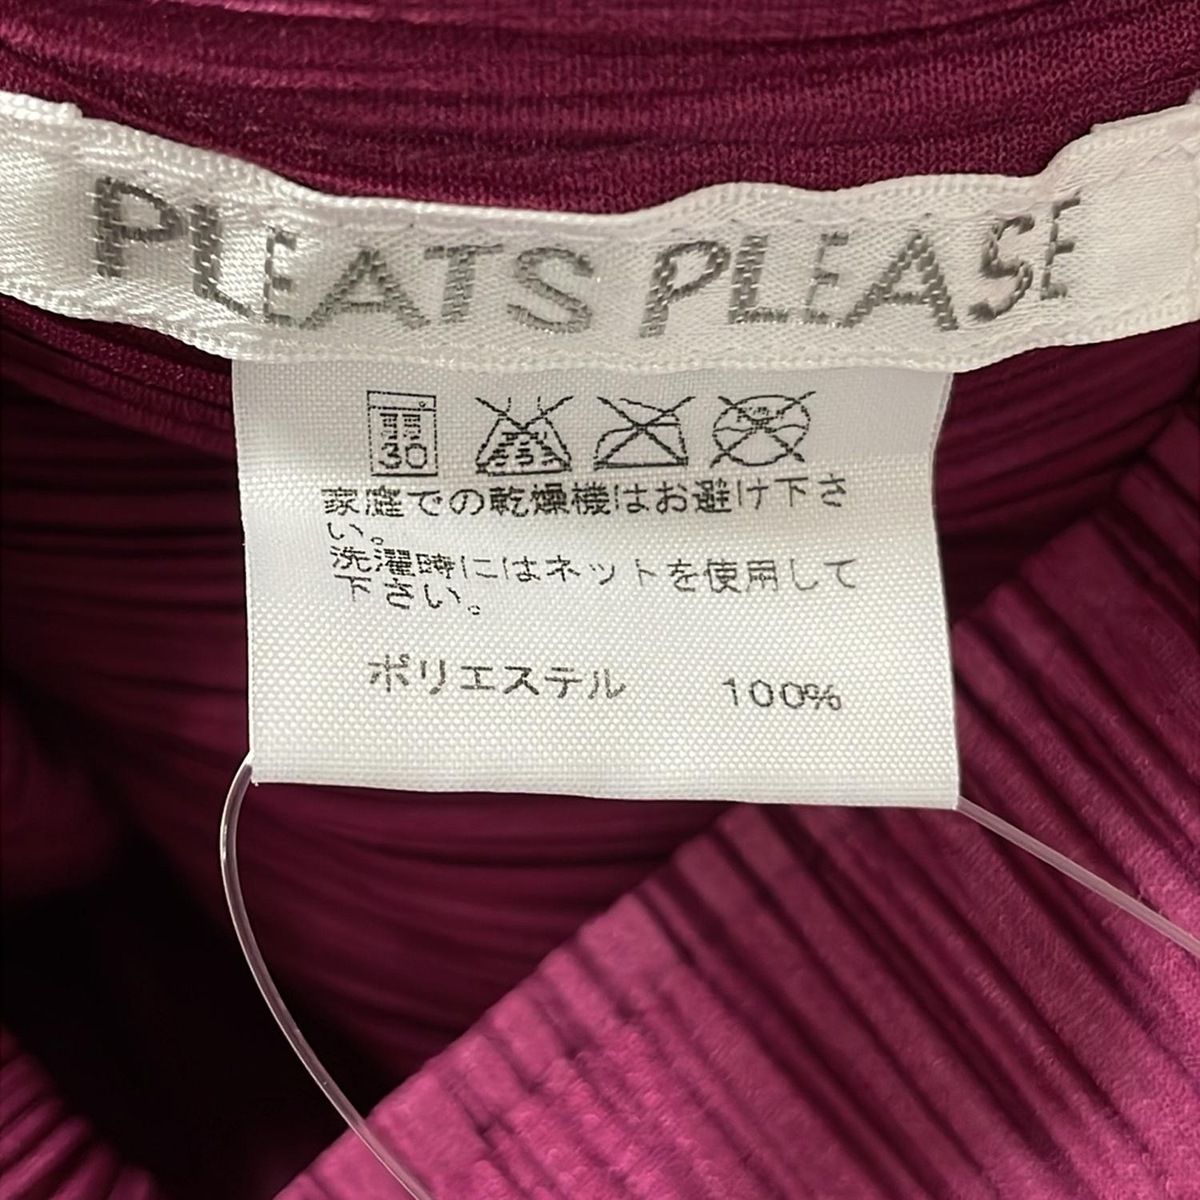 PLEATS PLEASE
30
家庭での乾燥機はお避け下さ
い。
洗濯時にはネットを使用して
下さい。
ポリエステル 100%